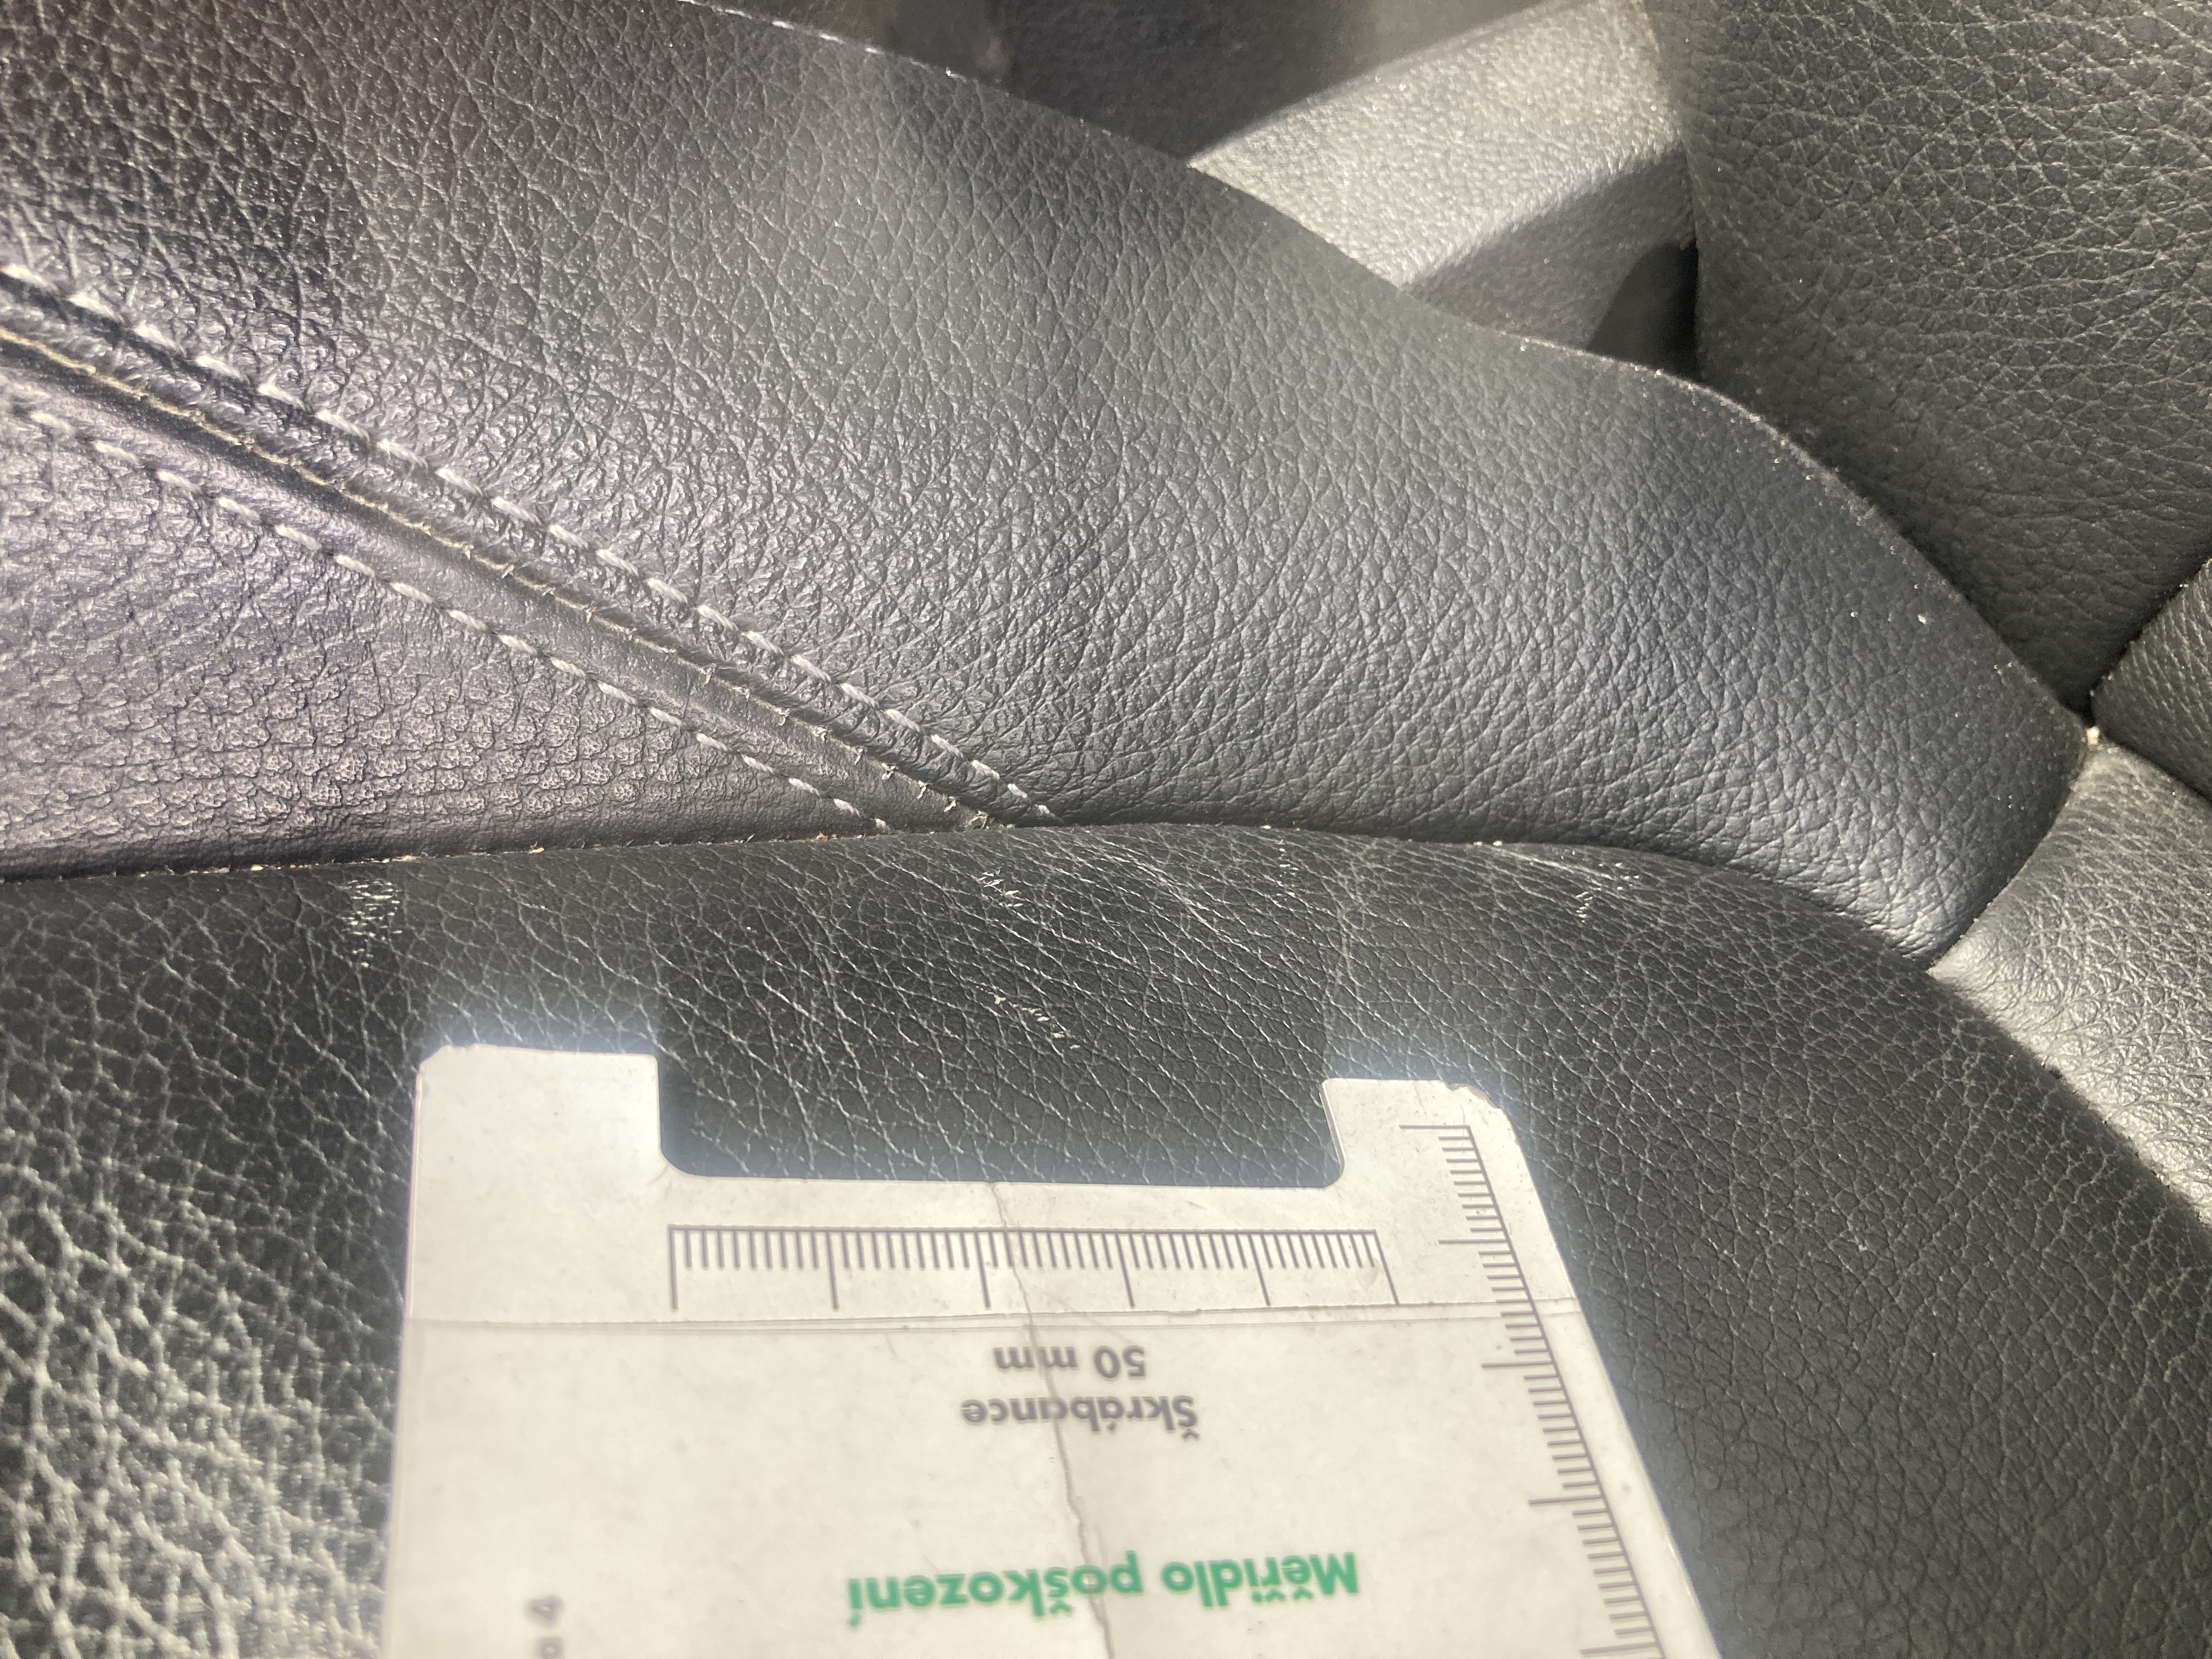 Měřidlo poškození
Škrábance
50 mm